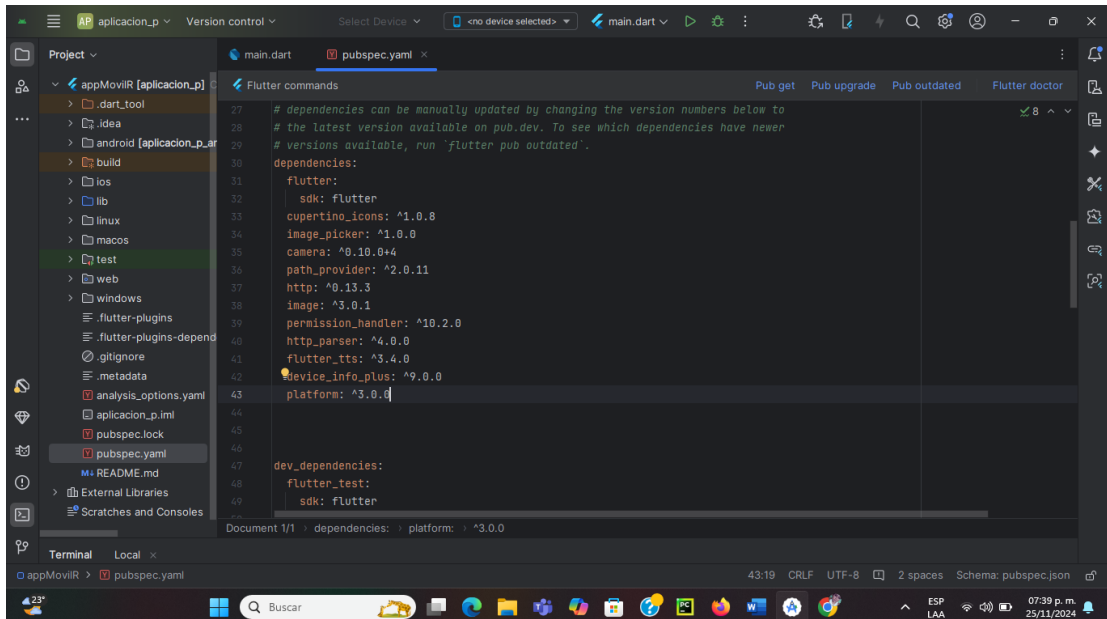 AP aplicacion_p Version control Select Device <no device selected> main.dart
Project
main.dart pubspec.yaml
appMovilR [aplicacion_p]
Flutter commands Pub get Pub upgrade Pub outdated Flutter doctor
.dart_tool
.idea
android [aplicacion_p_ar
build
ios
lib
linux
macos
test
web
windows
.flutter-plugins
.flutter-plugins-depend
.gitignore
.metadata
analysis_options.yaml
aplicacion_p.iml
pubspec.lock
pubspec.yaml
M↓ README.md
External Libraries
Scratches and Consoles
27 # dependencies can be manually updated by changing the version numbers below to
28 # the latest version available on pub.dev. To see which dependencies have newer
29 # versions available, run `flutter pub outdated`.
30 dependencies:
31 flutter:
32 sdk: flutter
33 cupertino_icons: ^1.0.8
34 image_picker: ^1.0.0
35 camera: ^0.10.0+4
36 path_provider: ^2.0.11
37 http: ^0.13.3
38 image: ^3.0.1
39 permission_handler: ^10.2.0
40 http_parser: ^4.0.0
41 flutter_tts: ^3.4.0
42 device_info_plus: ^9.0.0
43 platform: ^3.0.0
44
45
46
47 dev_dependencies:
48 flutter_test:
49 sdk: flutter
8
Document 1/1 dependencies: platform: ^3.0.0
Terminal Local
appMovilR pubspec.yaml 43:19 CRLF UTF-8 2 spaces Schema: pubspec.json
23° Buscar ESP 07:39 p. m.
LAA 25/11/2024